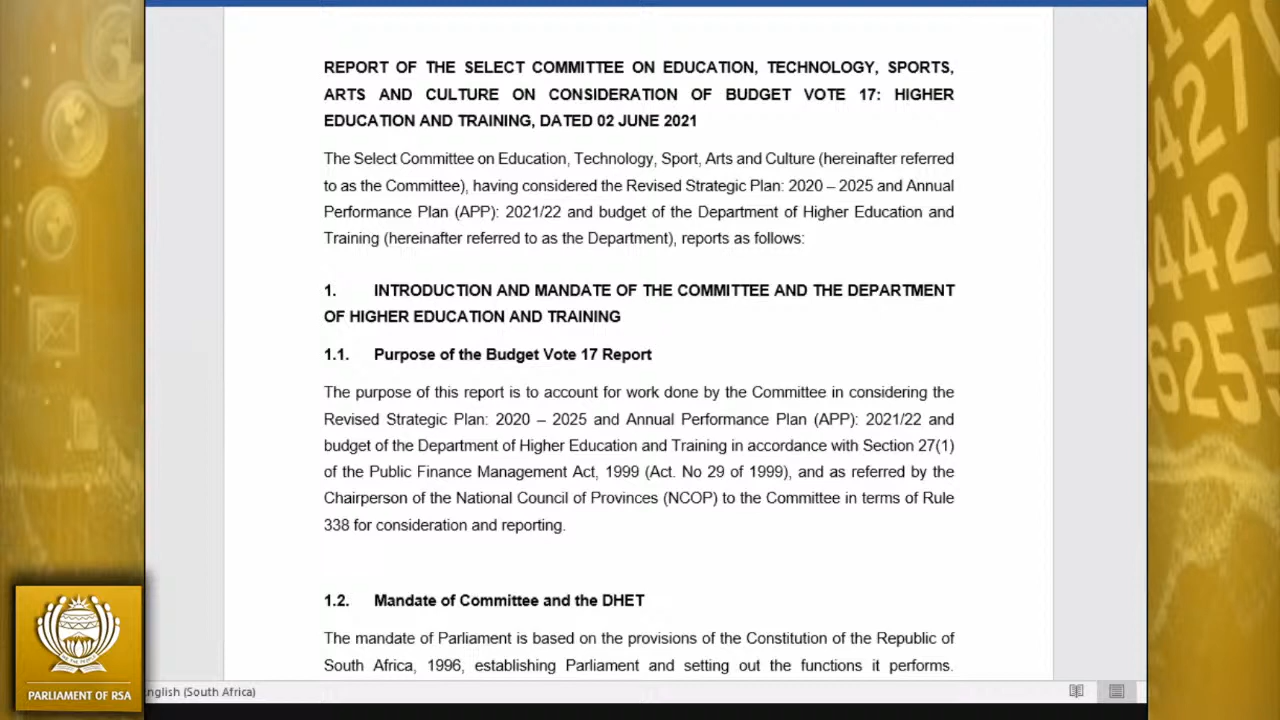 REPORT OF THE SELECT COMMITTEE ON EDUCATION, TECHNOLOGY, SPORTS,
ARTS AND CULTURE ON CONSIDERATION OF BUDGET VOTE 17: HIGHER
EDUCATION AND TRAINING, DATED 02 JUNE 2021
The Select Committee on Education, Technology, Sport, Arts and Culture (hereinafter referred
to as the Committee), having considered the Revised Strategic Plan: 2020 – 2025 and Annual
Performance Plan (APP): 2021/22 and budget of the Department of Higher Education and
Training (hereinafter referred to as the Department), reports as follows:
1. INTRODUCTION AND MANDATE OF THE COMMITTEE AND THE DEPARTMENT
OF HIGHER EDUCATION AND TRAINING
1.1. Purpose of the Budget Vote 17 Report
The purpose of this report is to account for work done by the Committee in considering the
Revised Strategic Plan: 2020 – 2025 and Annual Performance Plan (APP): 2021/22 and
budget of the Department of Higher Education and Training in accordance with Section 27(1)
of the Public Finance Management Act, 1999 (Act. No 29 of 1999), and as referred by the
Chairperson of the National Council of Provinces (NCOP) to the Committee in terms of Rule
338 for consideration and reporting.
1.2. Mandate of Committee and the DHET
The mandate of Parliament is based on the provisions of the Constitution of the Republic of
South Africa, 1996, establishing Parliament and setting out the functions it performs.
nglish (South Africa)
PARLIAMENT OF RSA
6255